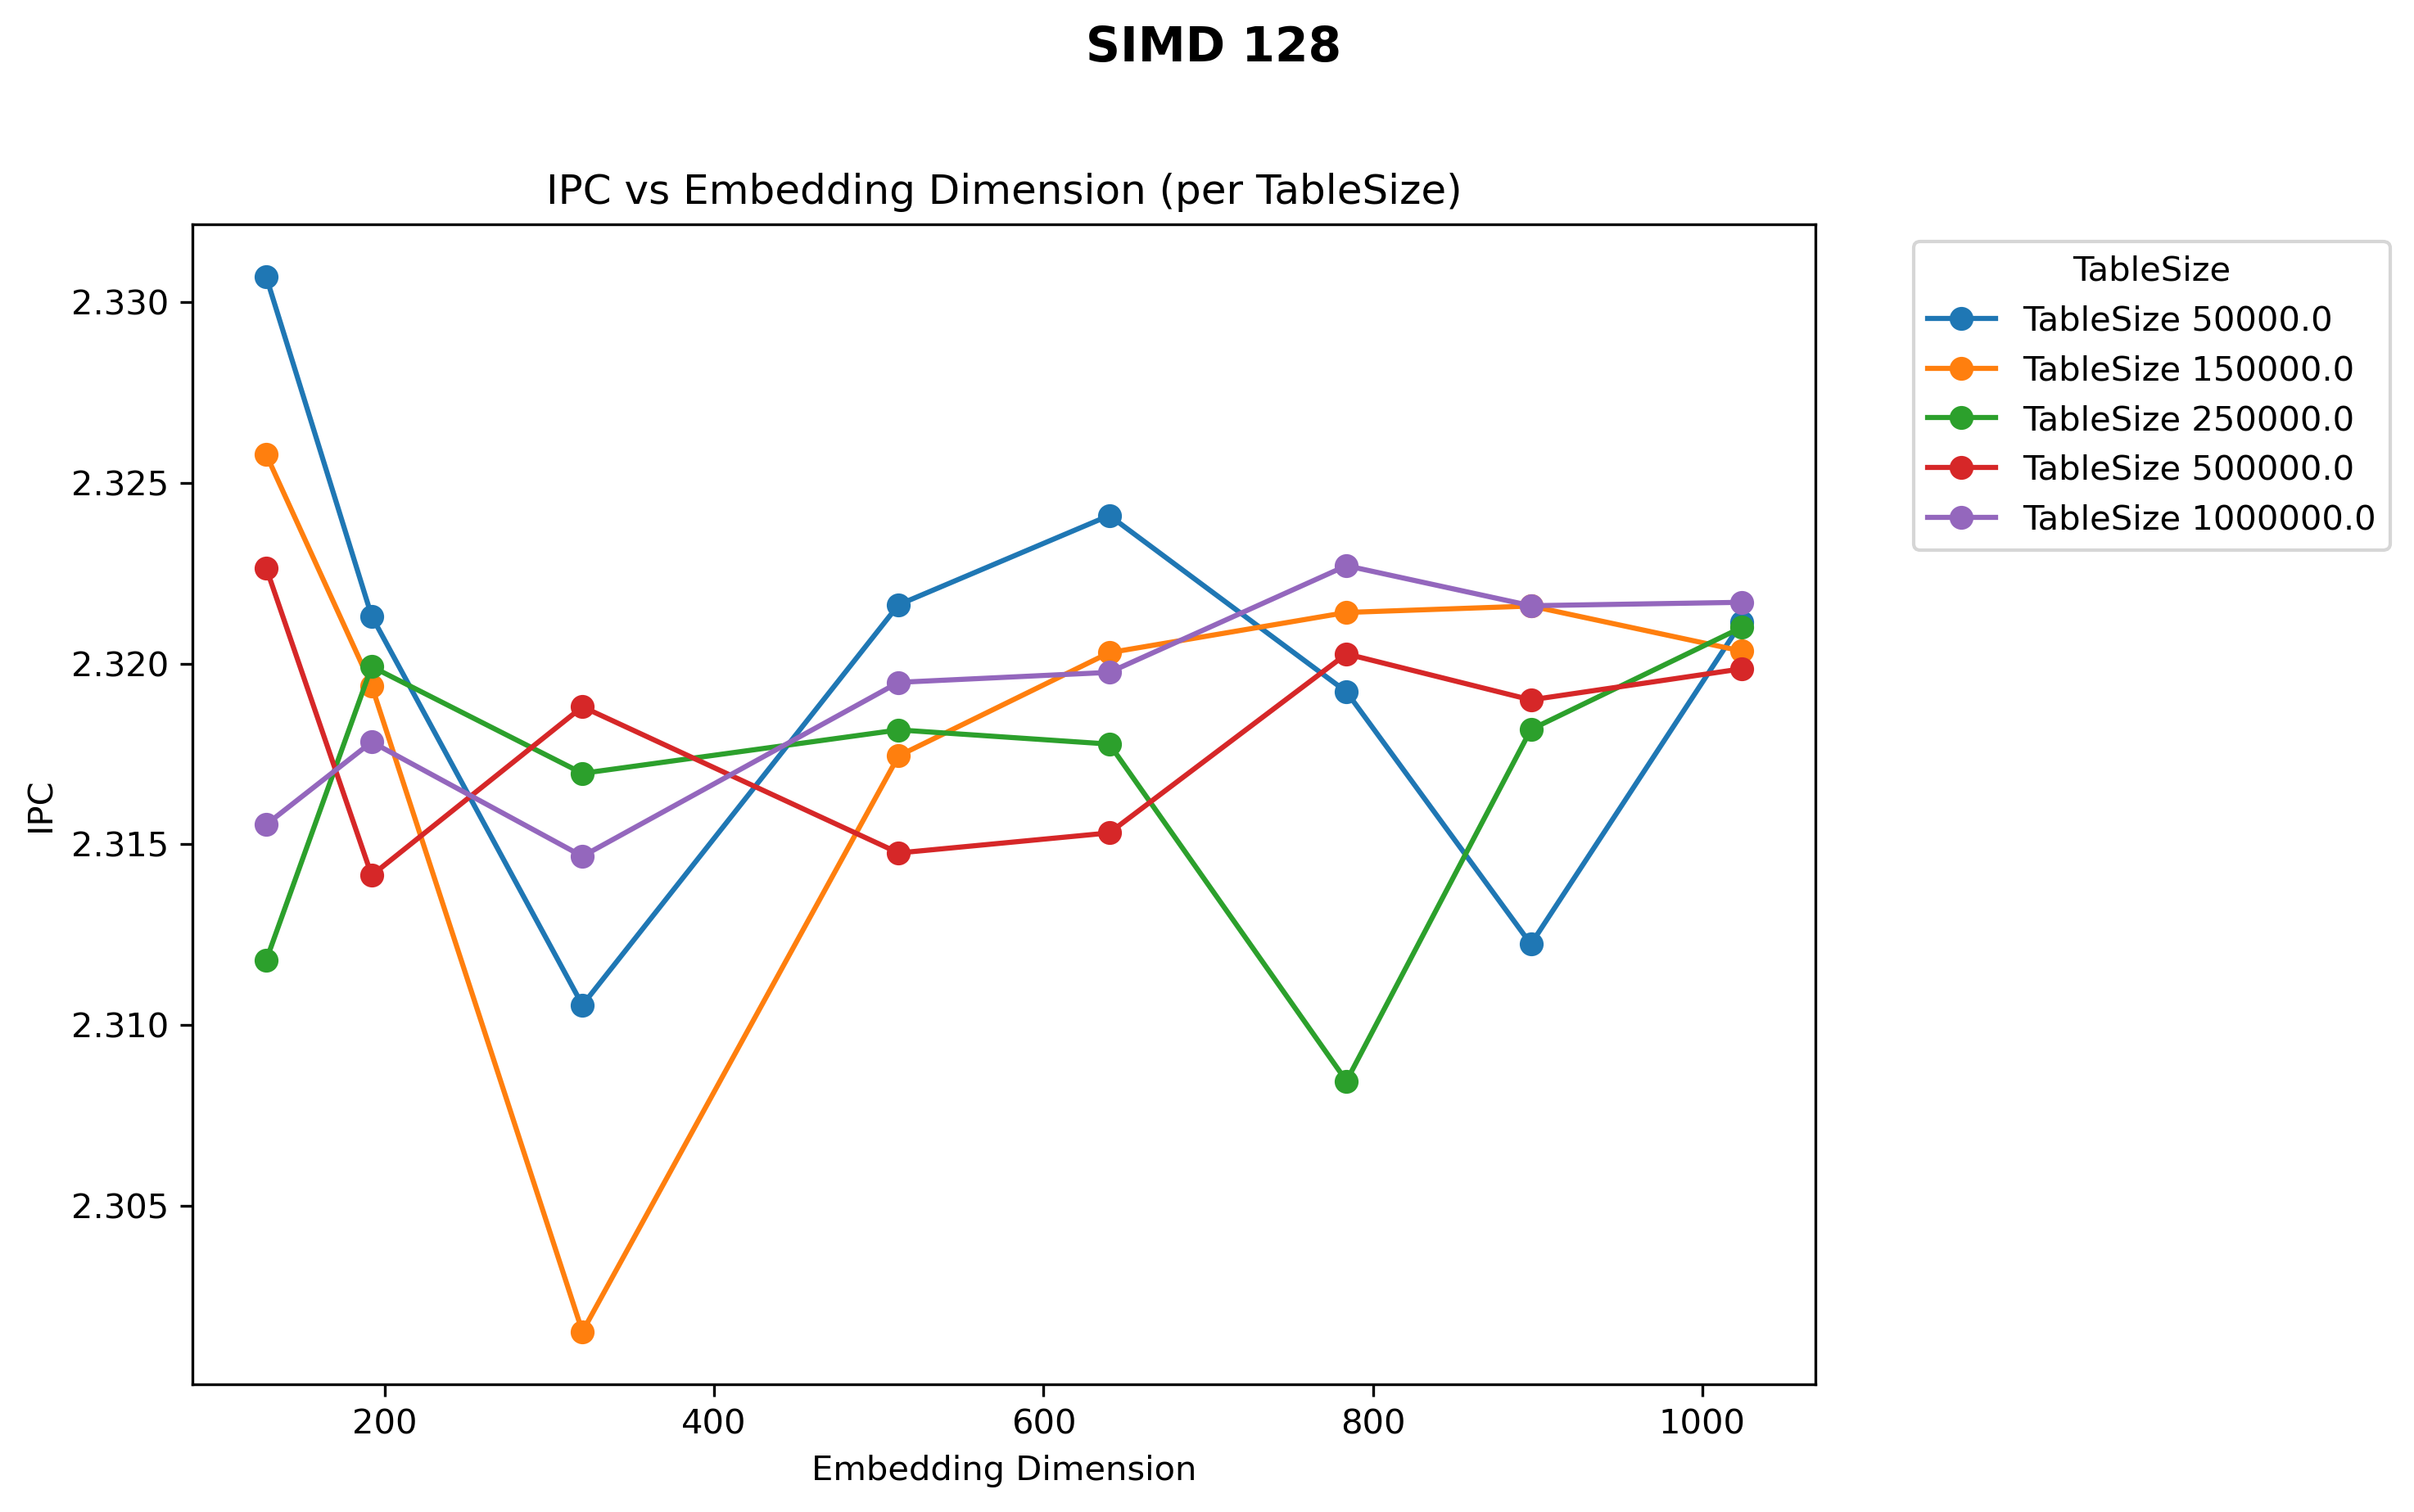 SIMD 128
IPC vs Embedding Dimension (per TableSize)
IPC
2.330
2.325
2.320
2.315
2.310
2.305
200
400
600
800
1000
Embedding Dimension
TableSize
TableSize 50000.0
TableSize 150000.0
TableSize 250000.0
TableSize 500000.0
TableSize 1000000.0